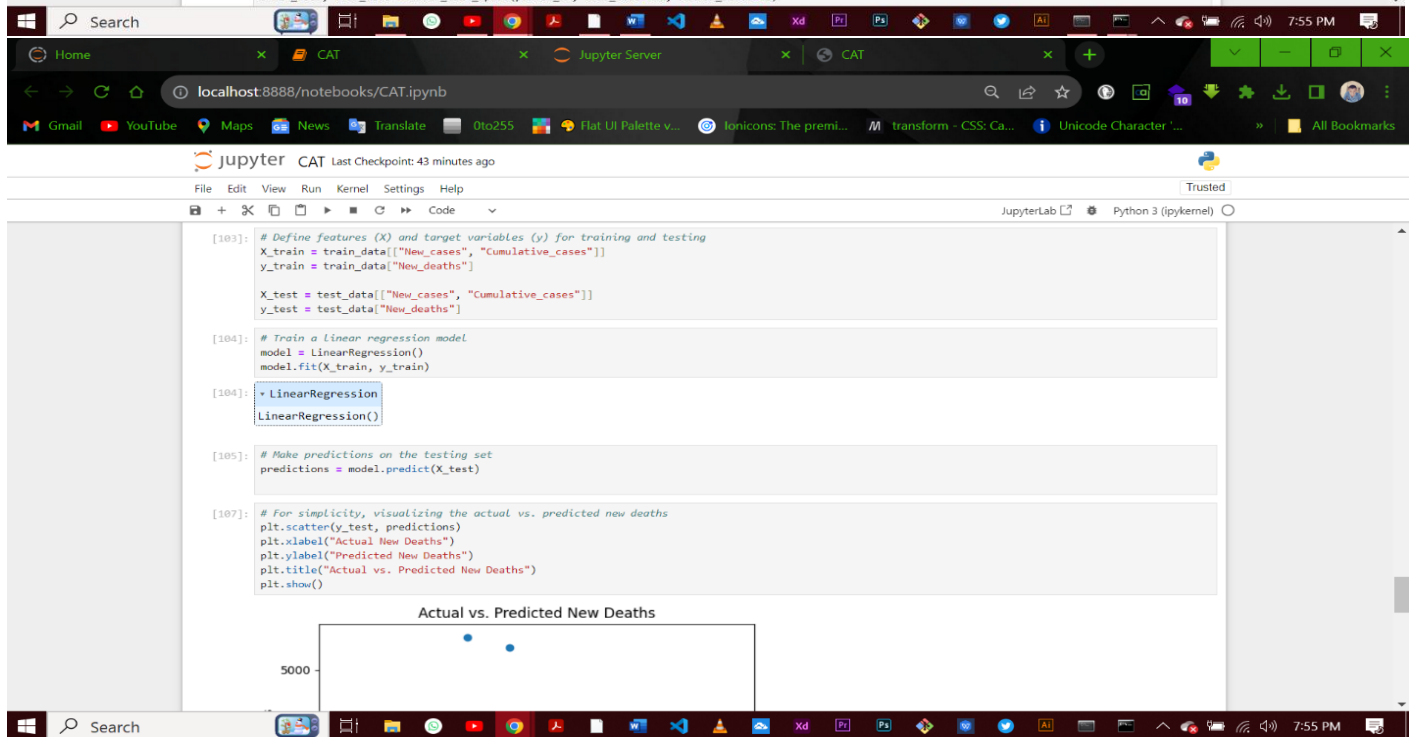 Search
7:55 PM
Home
CAT
Jupyter Server
CAT
localhost:8888/notebooks/CAT.ipynb
10
Gmail
YouTube
Maps
News
Translate
0to255
Flat UI Palette v...
Ionicons: The premi...
transform - CSS: Ca...
Unicode Character '...
»
All Bookmarks
jupyter CAT Last Checkpoint: 43 minutes ago
File Edit View Run Kernel Settings Help
Trusted
Code
JupyterLab
Python 3 (ipykernel)
[103]: # Define features (X) and target variables (y) for training and testing
X_train = train_data[["New_cases", "Cumulative_cases"]]
y_train = train_data["New_deaths"]
X_test = test_data[["New_cases", "Cumulative_cases"]]
y_test = test_data["New_deaths"]
[104]: # Train a linear regression model
model = LinearRegression()
model.fit(X_train, y_train)
[104]: LinearRegression
LinearRegression()
[105]: # Make predictions on the testing set
predictions = model.predict(X_test)
[107]: # For simplicity, visualizing the actual vs. predicted new deaths
plt.scatter(y_test, predictions)
plt.xlabel("Actual New Deaths")
plt.ylabel("Predicted New Deaths")
plt.title("Actual vs. Predicted New Deaths")
plt.show()
Actual vs. Predicted New Deaths
5000
Search
7:55 PM